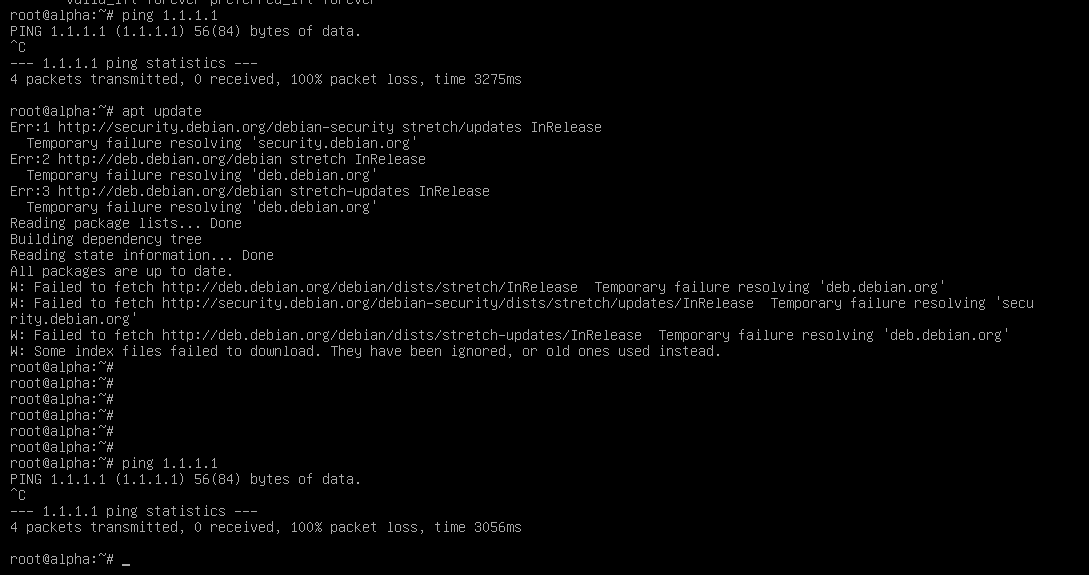 valid_lft forever preferred_lft forever
root@alpha:~# ping 1.1.1.1
PING 1.1.1.1 (1.1.1.1) 56(84) bytes of data.
^C
--- 1.1.1.1 ping statistics ---
4 packets transmitted, 0 received, 100% packet loss, time 3275ms

root@alpha:~# apt update
Err:1 http://security.debian.org/debian-security stretch/updates InRelease
  Temporary failure resolving 'security.debian.org'
Err:2 http://deb.debian.org/debian stretch InRelease
  Temporary failure resolving 'deb.debian.org'
Err:3 http://deb.debian.org/debian stretch-updates InRelease
  Temporary failure resolving 'deb.debian.org'
Reading package lists... Done
Building dependency tree
Reading state information... Done
All packages are up to date.
W: Failed to fetch http://deb.debian.org/debian/dists/stretch/InRelease  Temporary failure resolving 'deb.debian.org'
W: Failed to fetch http://security.debian.org/debian-security/dists/stretch/updates/InRelease  Temporary failure resolving 'secu
rity.debian.org'
W: Failed to fetch http://deb.debian.org/debian/dists/stretch-updates/InRelease  Temporary failure resolving 'deb.debian.org'
W: Some index files failed to download. They have been ignored, or old ones used instead.
root@alpha:~#
root@alpha:~#
root@alpha:~#
root@alpha:~#
root@alpha:~#
root@alpha:~#
root@alpha:~# ping 1.1.1.1
PING 1.1.1.1 (1.1.1.1) 56(84) bytes of data.
^C
--- 1.1.1.1 ping statistics ---
4 packets transmitted, 0 received, 100% packet loss, time 3056ms

root@alpha:~# _